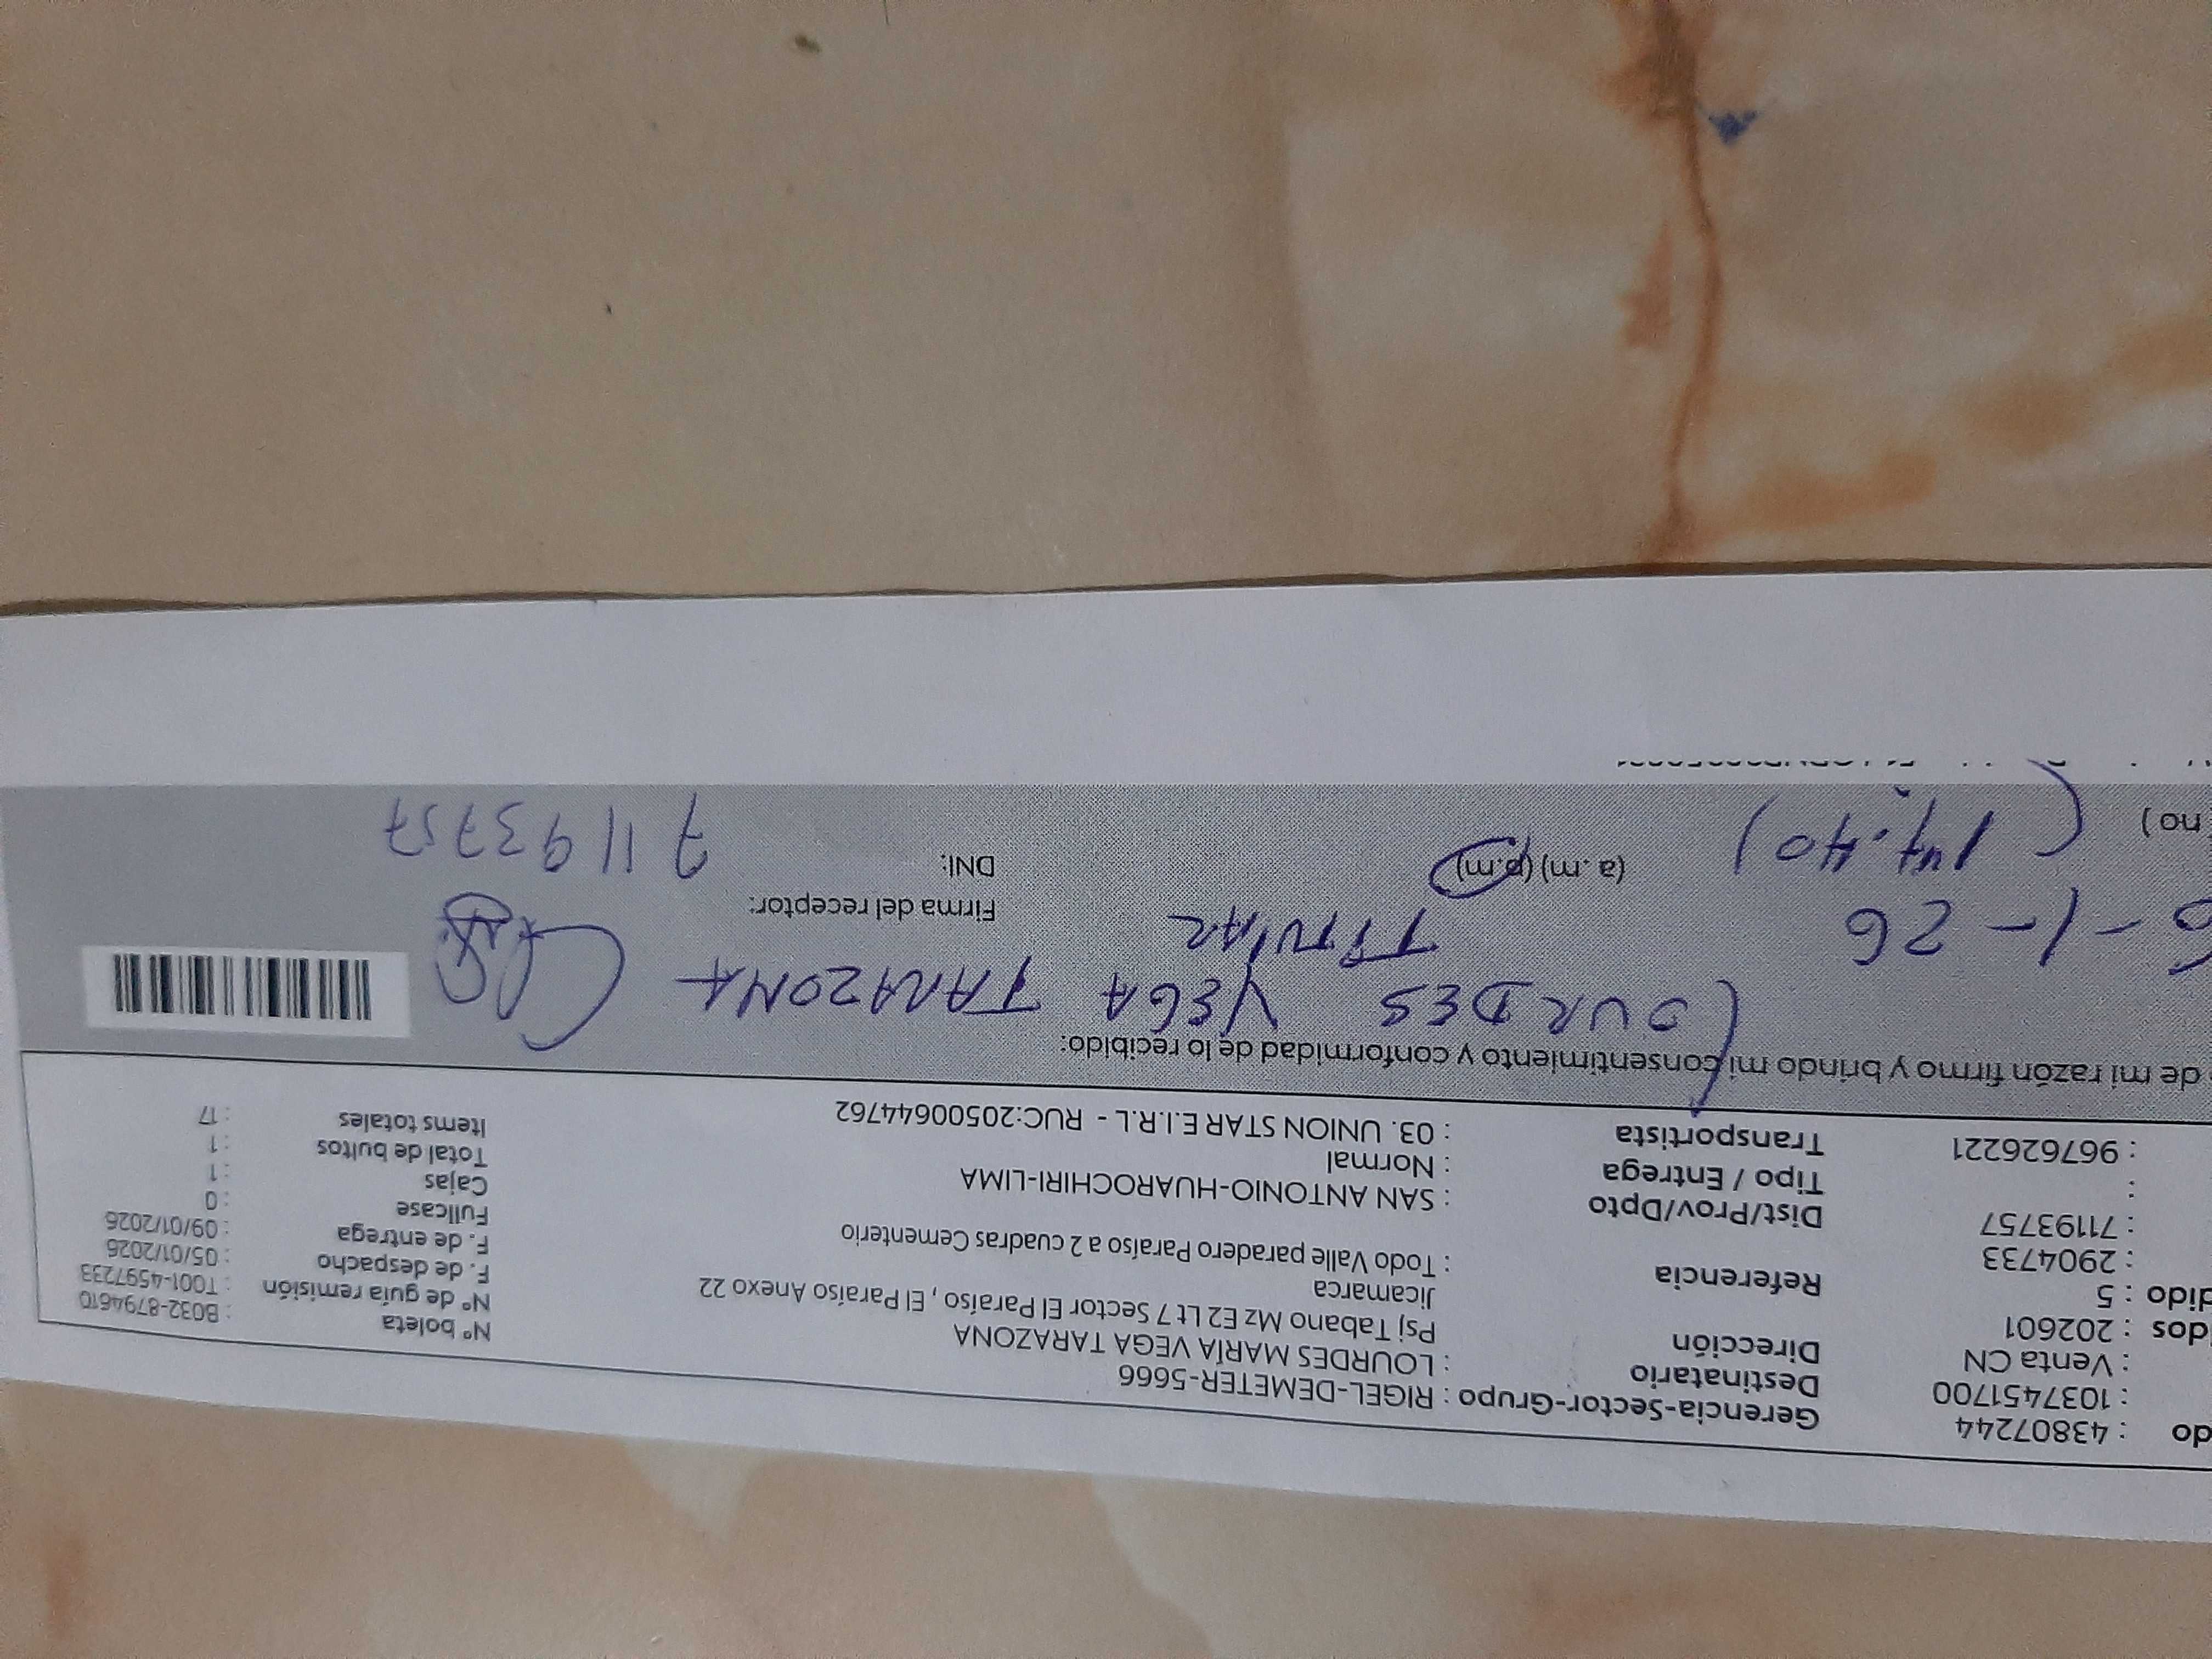 do : 43807244 Gerencia-Sector-Grupo : RIGEL-DEMETER-5666 Nº boleta : B032-8794610
: 1037451700 Destinatario : LOURDES MARÍA VEGA TARAZONA Nº de guía remisión : T001-4597233
: Venta CN Dirección Psj Tabano Mz E2 Lt 7 Sector El Paraíso , El Paraíso Anexo 22 F. de despacho : 05/01/2026
dos : 202601 Jicamarca F. de entrega : 09/01/2026
dido : 5 Referencia : Todo Valle paradero Paraíso a 2 cuadras Cementerio Fullcase : 0
: 2904733 Cajas : 1
: 71193757 Dist/Prov/Dpto : SAN ANTONIO-HUAROCHIRI-LIMA Total de bultos : 1
: Tipo / Entrega : Normal Items totales : 17
: 967626221 Transportista : 03. UNION STAR E.I.R.L - RUC:20500644762
de mi razón firmo y brindo mi consentimiento y conformidad de lo recibido:
LOURDES VEGA TARAZONA
6-1-26 TITULAR Firma del receptor:
no ) (14:40) (a.m) (p.m) DNI: 71193757